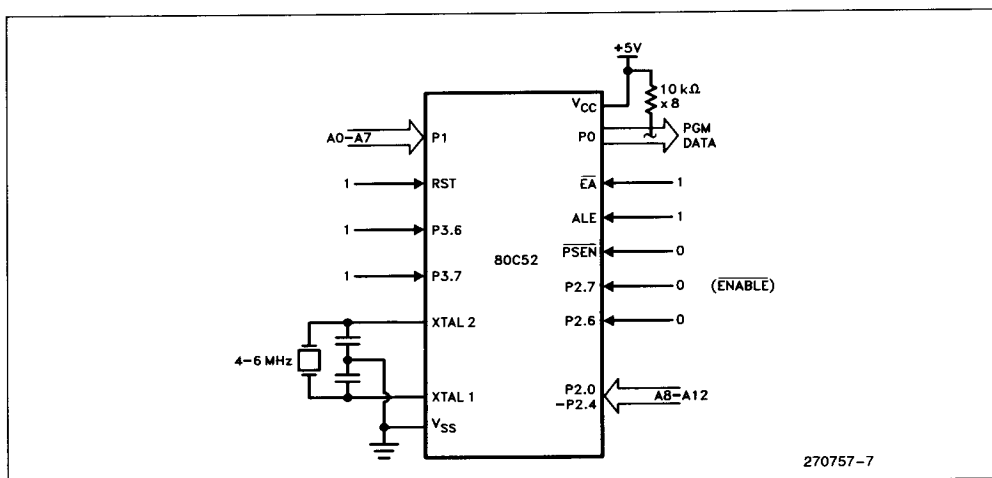 +5V
10 kΩ
x 8
VCC
P0
PGM
DATA
A0-A7
P1
RST
1
EA
1
ALE
1
P3.6
1
PSEN
0
80C52
P3.7
1
P2.7
0
(ENABLE)
XTAL 2
P2.6
0
4-6 MHz
XTAL 1
P2.0
-P2.4
A8-A12
VSS
270757-7